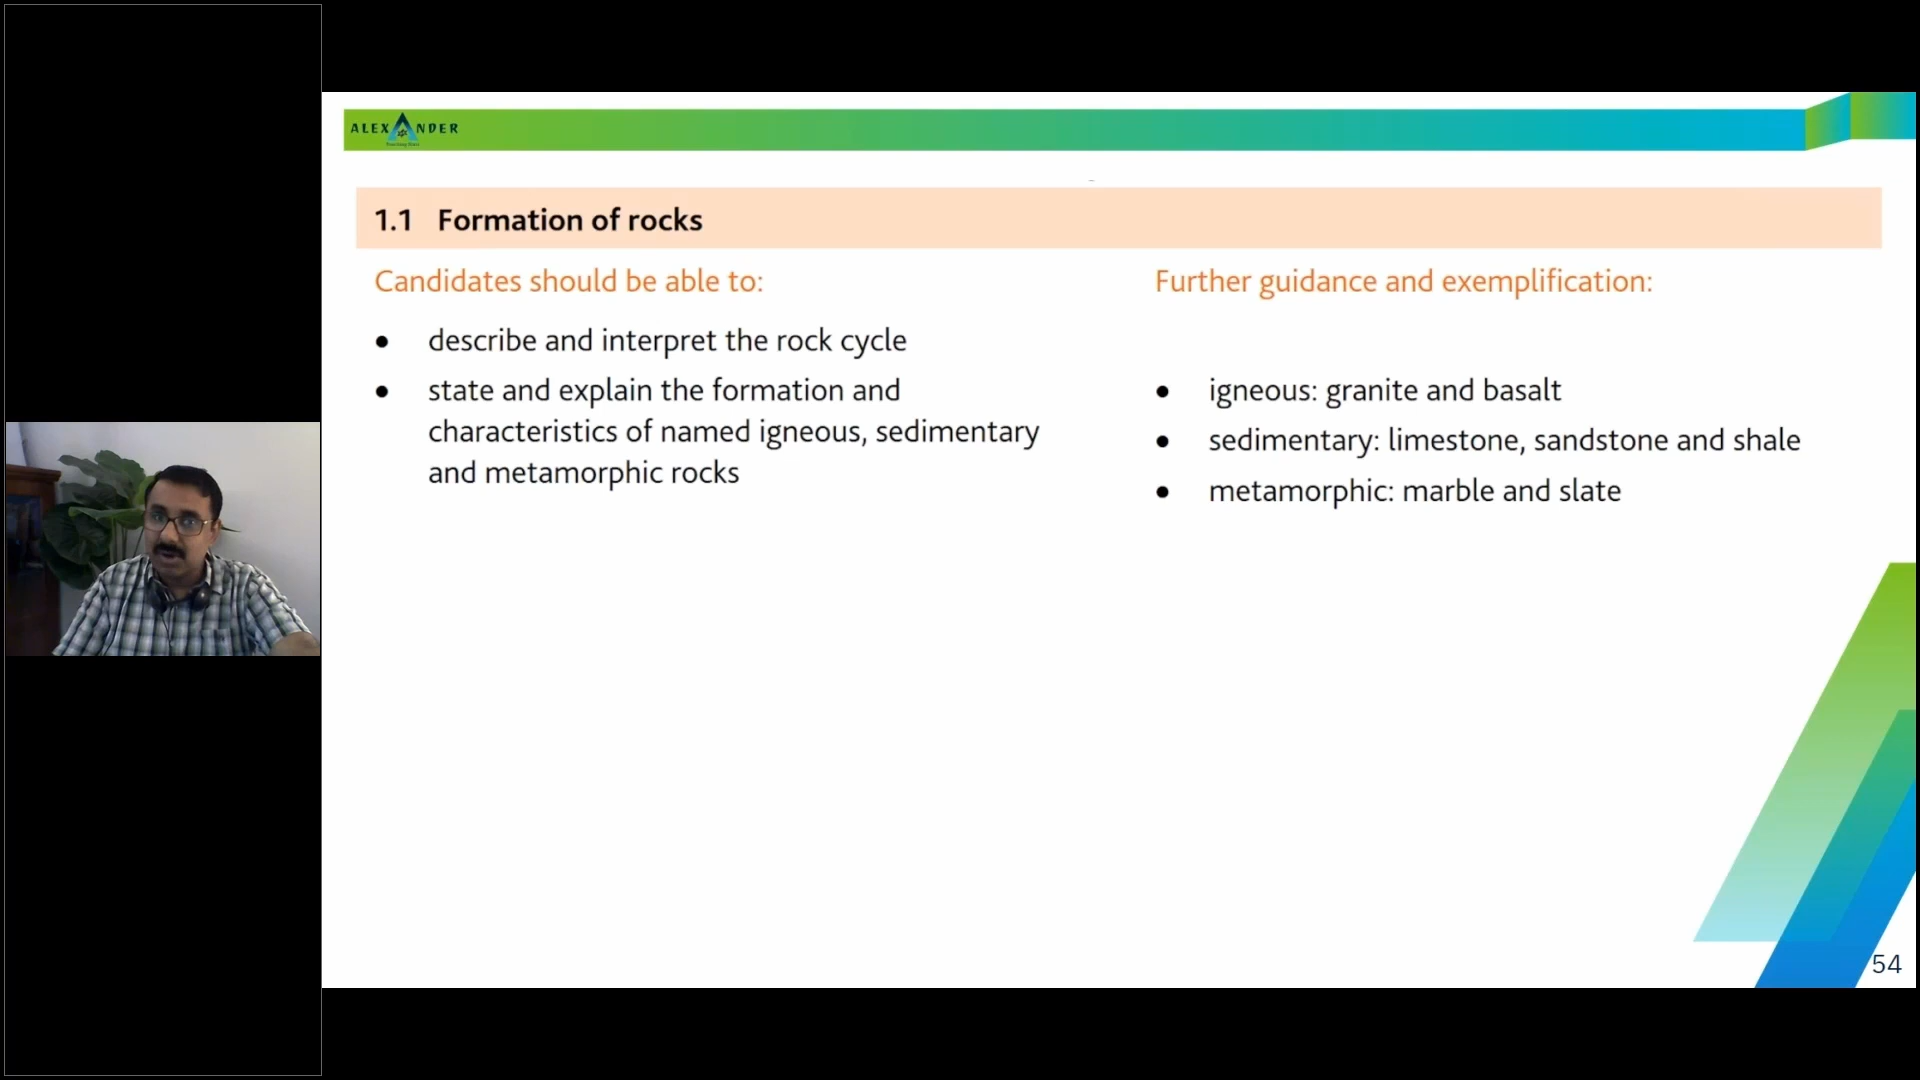 ALEXANDER
1.1 Formation of rocks
Candidates should be able to:
• describe and interpret the rock cycle
• state and explain the formation and
characteristics of named igneous, sedimentary
and metamorphic rocks
Further guidance and exemplification:
• igneous: granite and basalt
• sedimentary: limestone, sandstone and shale
• metamorphic: marble and slate
54